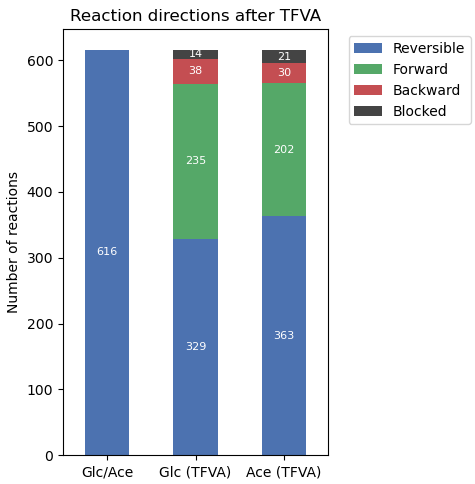 Reaction directions after TFVA
Number of reactions
600
500
400
300
200
100
0
616
14
38
235
329
21
30
202
363
Glc/Ace
Glc (TFVA)
Ace (TFVA)
Reversible
Forward
Backward
Blocked